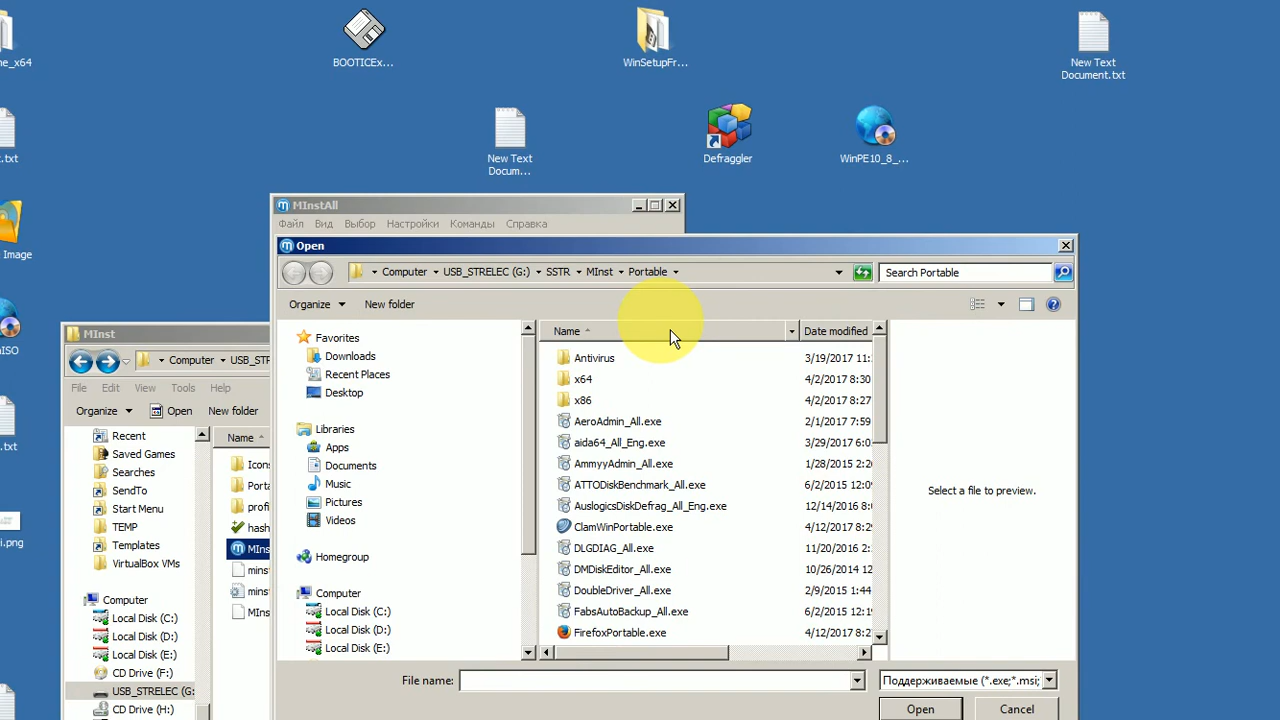 ne_x64
BOOTICEx...
WinSetupFr...
New Text
Document.txt
t.txt
New Text
Docum...
Defraggler
WinPE10_8_...
Image
MInstAll
Файл Вид Выбор Настройки Команды Справка
Open
Computer USB_STRELEC (G:) SSTR MInst Portable
Search Portable
Organize New folder
Name Date modified
Favorites
Downloads
Recent Places
Desktop
Libraries
Apps
Documents
Music
Pictures
Videos
Homegroup
Computer
Local Disk (C:)
Local Disk (D:)
Local Disk (E:)
Antivirus 3/19/2017 11:
x64 4/2/2017 8:30
x86 4/2/2017 8:27
AeroAdmin_All.exe 2/1/2017 7:59
aida64_All_Eng.exe 3/29/2017 6:0
AmmyyAdmin_All.exe 1/28/2015 2:2
ATTODiskBenchmark_All.exe 6/2/2015 12:0
AuslogicsDiskDefrag_All_Eng.exe 12/14/2016 8:
ClamWinPortable.exe 4/12/2017 8:2
DLGDIAG_All.exe 11/20/2016 2:
DMDiskEditor_All.exe 10/26/2014 12
DoubleDriver_All.exe 2/9/2015 1:44
FabsAutoBackup_All.exe 6/2/2015 12:1
FirefoxPortable.exe 4/12/2017 8:2
Select a file to preview.
File name:
Поддерживаемые (*.exe;*.msi;
Open Cancel
MInst
Computer USB_STR
File Edit View Tools Help
Organize Open New folder
Name
Recent
Saved Games
Searches
SendTo
Start Menu
TEMP
Templates
VirtualBox VMs
Computer
Local Disk (C:)
Local Disk (D:)
Local Disk (E:)
CD Drive (F:)
USB_STRELEC (G:
CD Drive (H:)
Icons
Porta
profi
hash
MIns
minst
minst
MIns
niISO
.txt
i.png